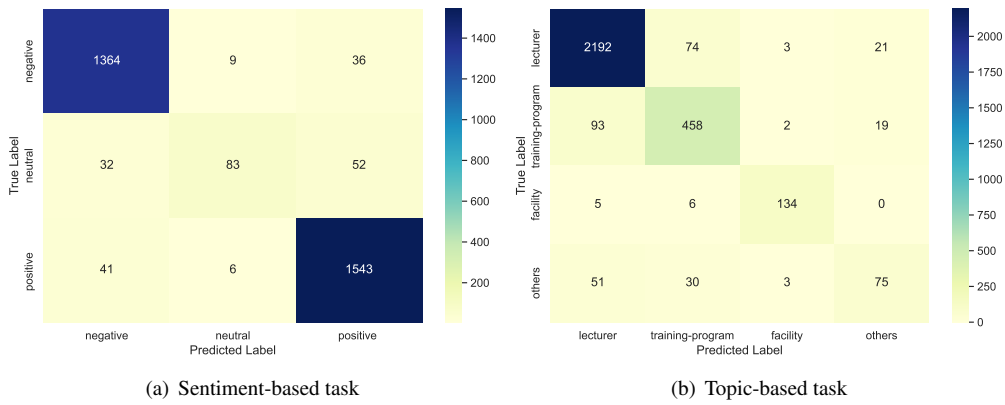 negative
1364
9
36
1400
1200
neutral
True Label
32
83
52
1000
800
600
positive
41
6
1543
400
200
negative
neutral
positive
Predicted Label
(a) Sentiment-based task
lecturer
2192
74
3
21
2000
1750
training-program
True Label
93
458
2
19
1500
1250
1000
facility
5
6
134
0
750
500
others
51
30
3
75
250
0
lecturer
training-program
facility
others
Predicted Label
(b) Topic-based task